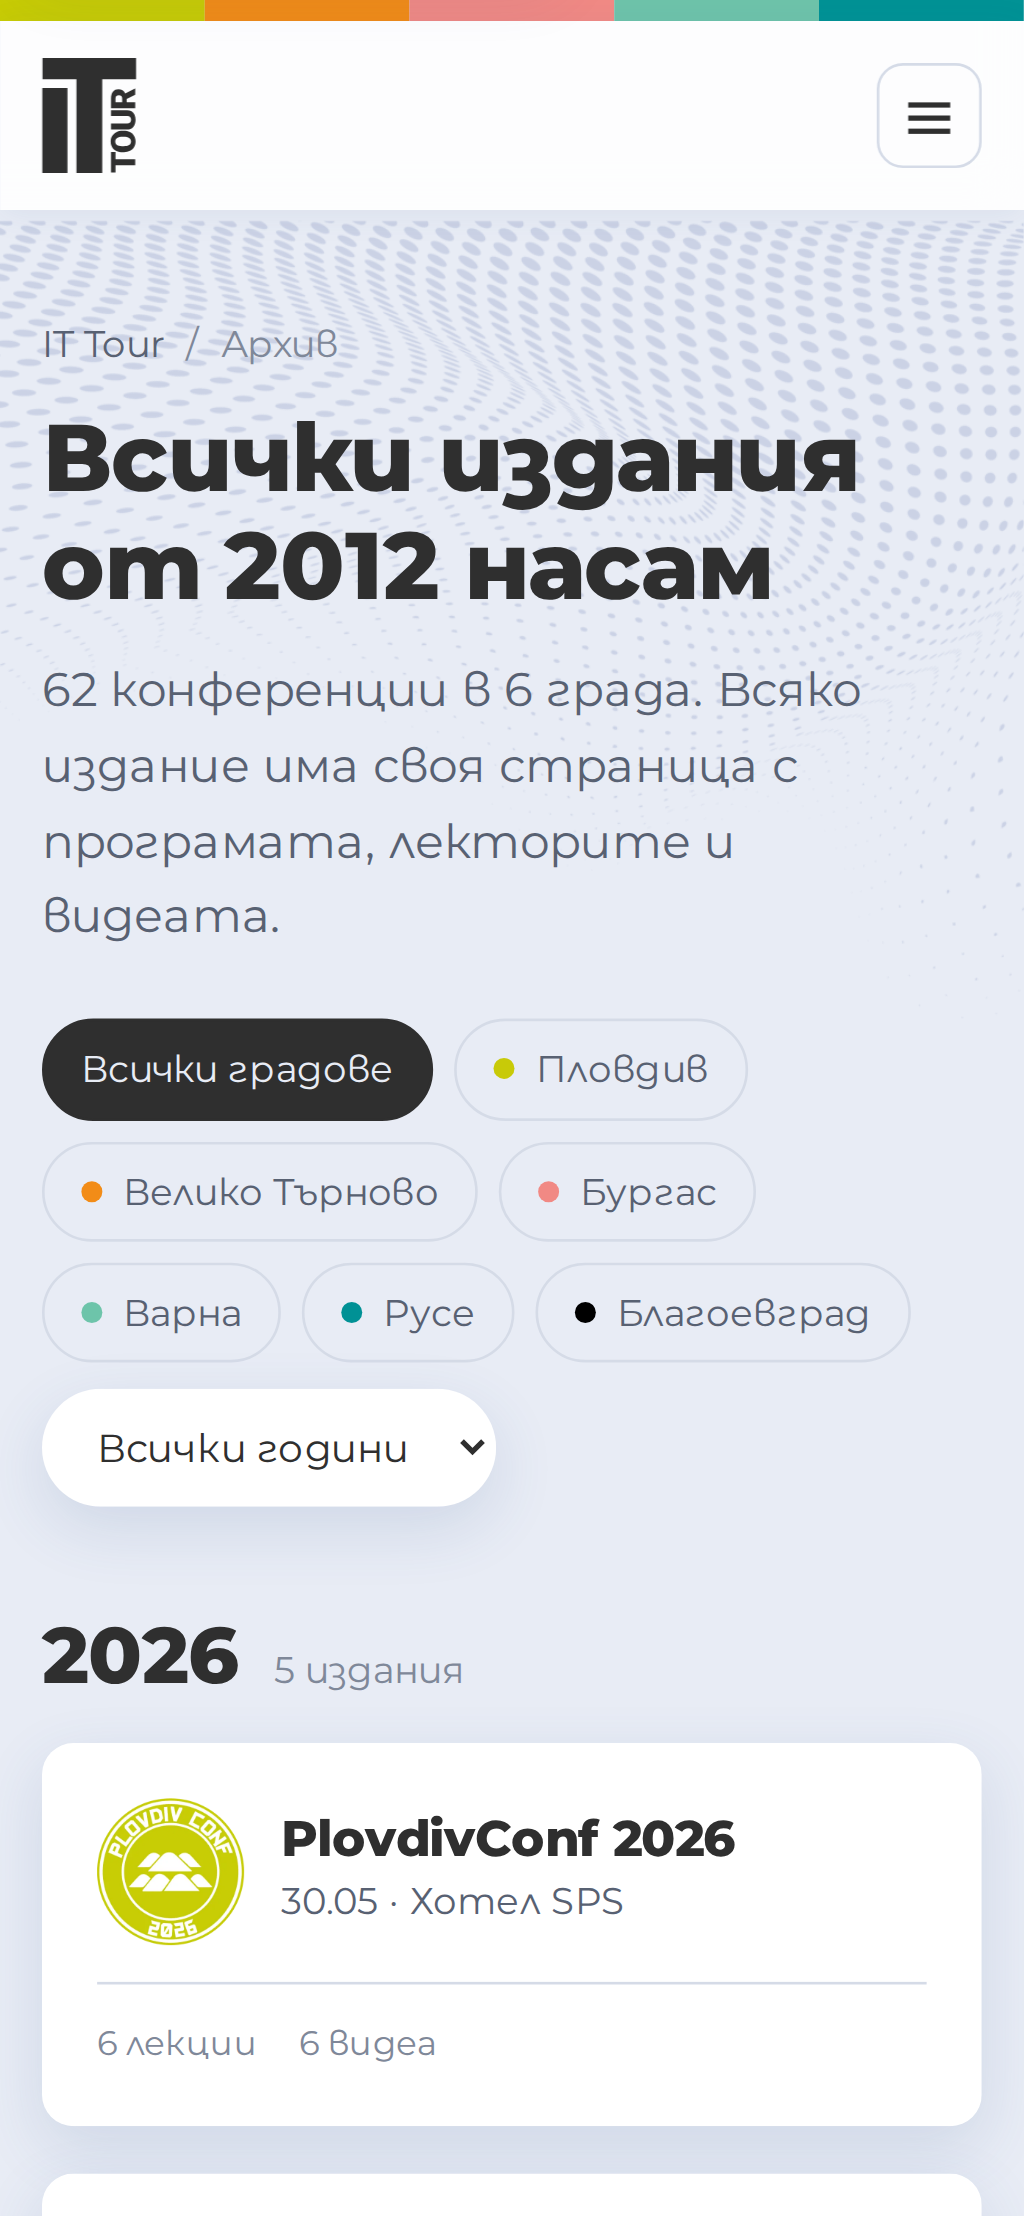 iT TOUR
IT Tour / Архив
Всички издания
от 2012 насам
62 конференции в 6 града. Всяко
издание има своя страница с
програмата, лекторите и
видеата.
Всички градове
Пловдив
Велико Търново
Бургас
Варна
Русе
Благоевград
Всички години
2026 5 издания
PLOVDIV CONF
2026
PlovdivConf 2026
30.05 · Хотел SPS
6 лекции 6 видеа